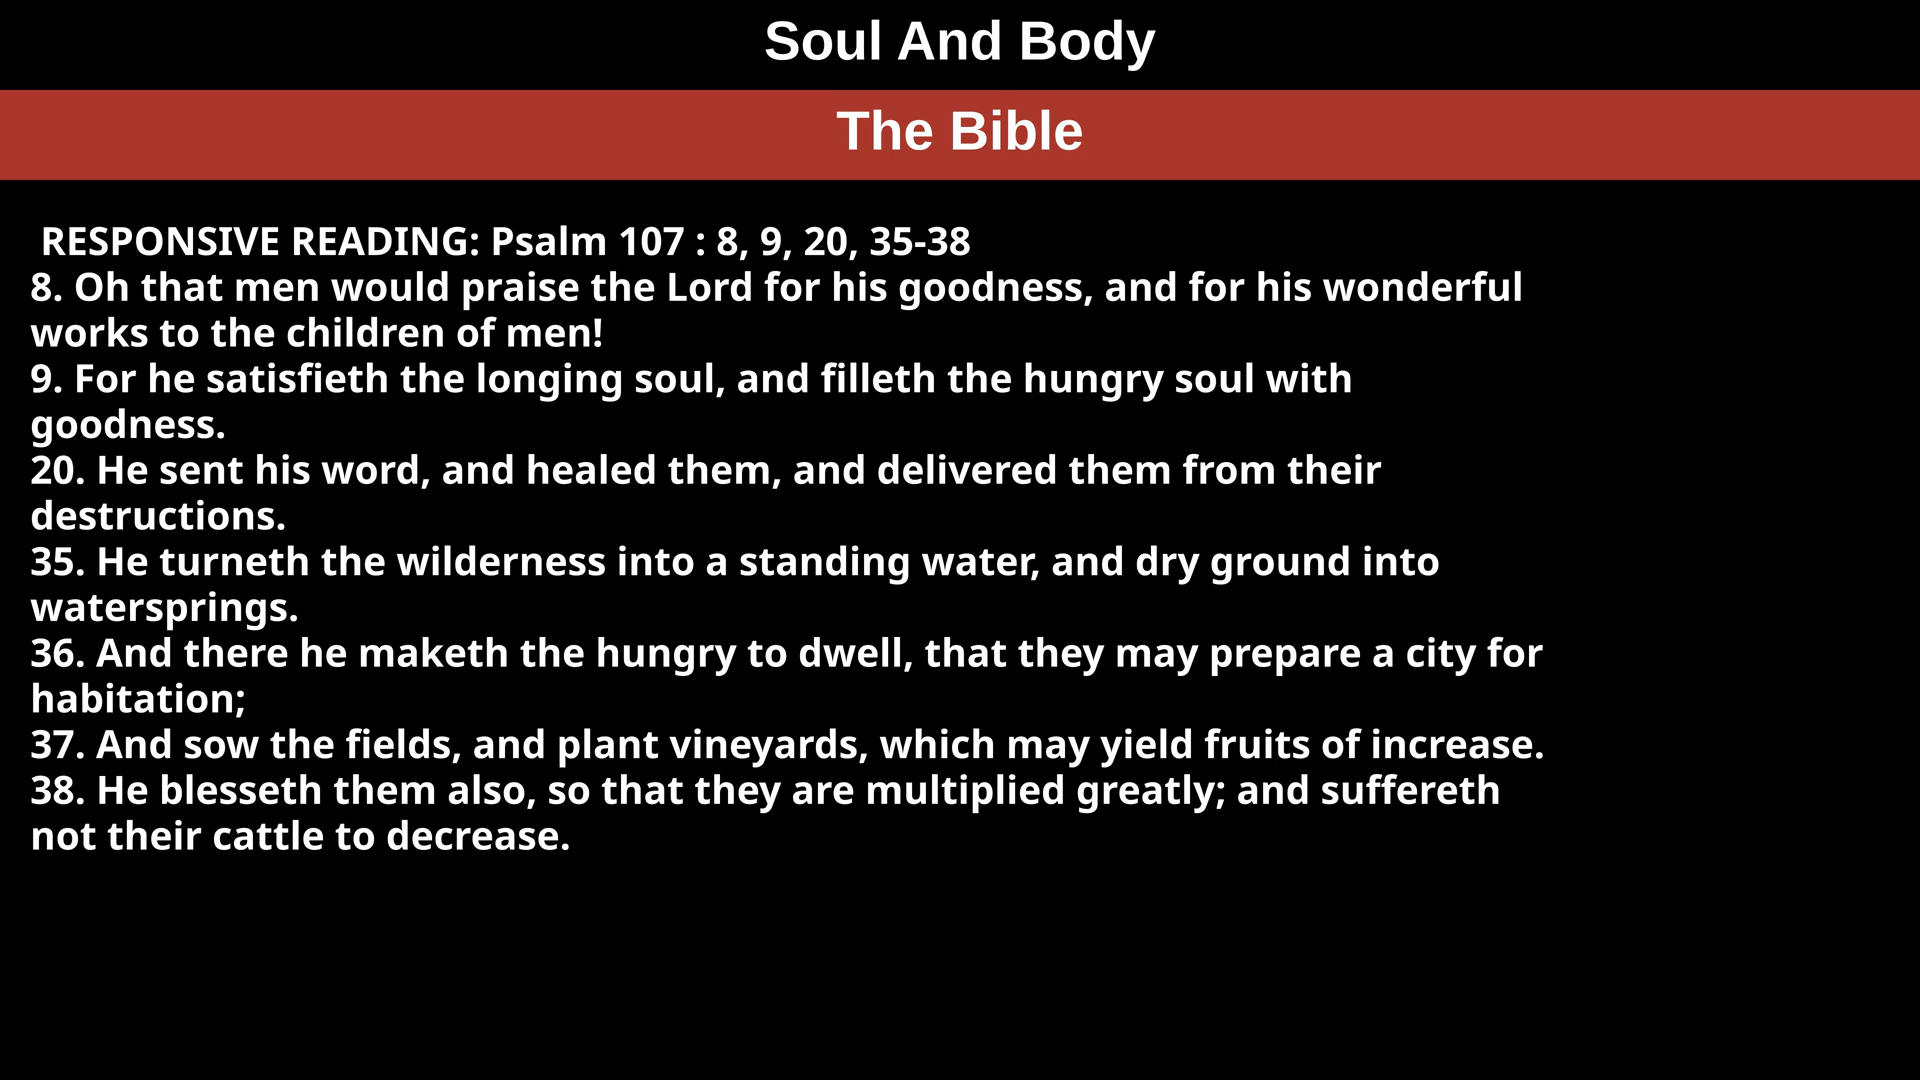 Soul And Body
The Bible
RESPONSIVE READING: Psalm 107 : 8, 9, 20, 35-38
8. Oh that men would praise the Lord for his goodness, and for his wonderful
works to the children of men!
9. For he satisfieth the longing soul, and filleth the hungry soul with
goodness.
20. He sent his word, and healed them, and delivered them from their
destructions.
35. He turneth the wilderness into a standing water, and dry ground into
watersprings.
36. And there he maketh the hungry to dwell, that they may prepare a city for
habitation;
37. And sow the fields, and plant vineyards, which may yield fruits of increase.
38. He blesseth them also, so that they are multiplied greatly; and suffereth
not their cattle to decrease.